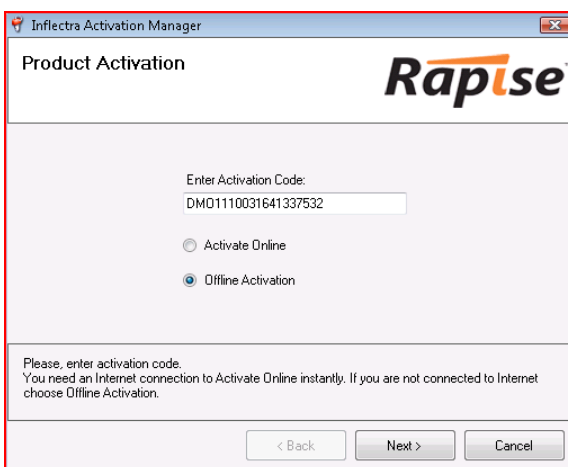 Inflectra Activation Manager
Product Activation
Rapise
Enter Activation Code:
DMO1110031641337532
Activate Online
Offline Activation
Please, enter activation code.
You need an Internet connection to Activate Online instantly. If you are not connected to Internet
choose Offline Activation.
< Back
Next >
Cancel